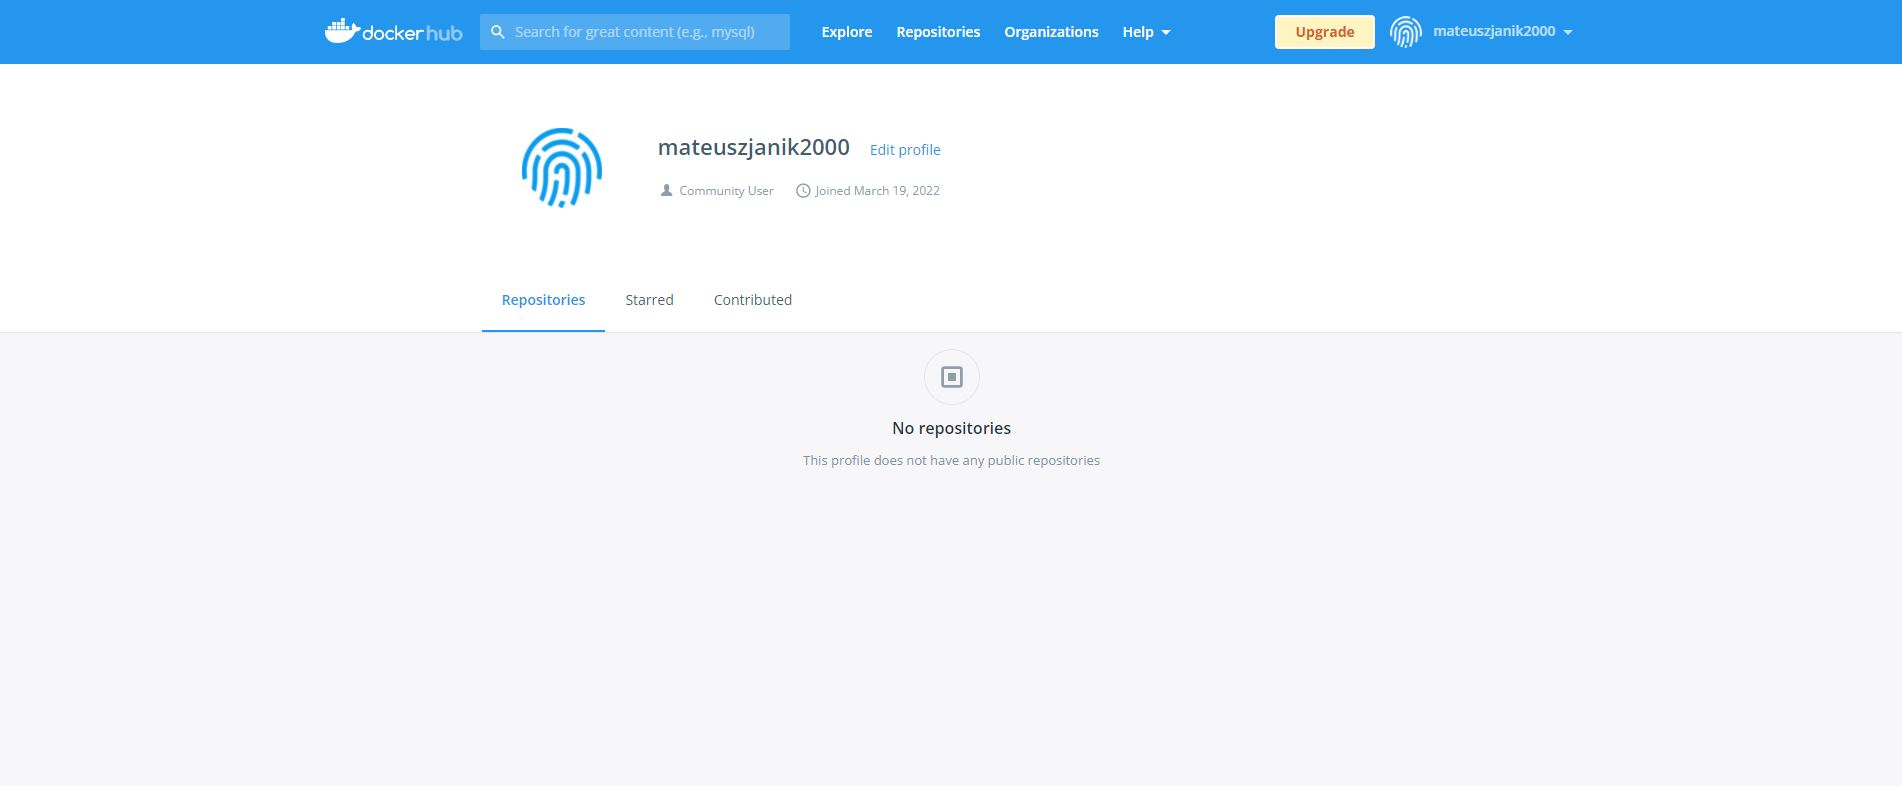 docker hub
Search for great content (e.g., mysql)
Explore
Repositories
Organizations
Help
Upgrade
mateuszjanik2000
mateuszjanik2000
Edit profile
Community User
Joined March 19, 2022
Repositories
Starred
Contributed
No repositories
This profile does not have any public repositories